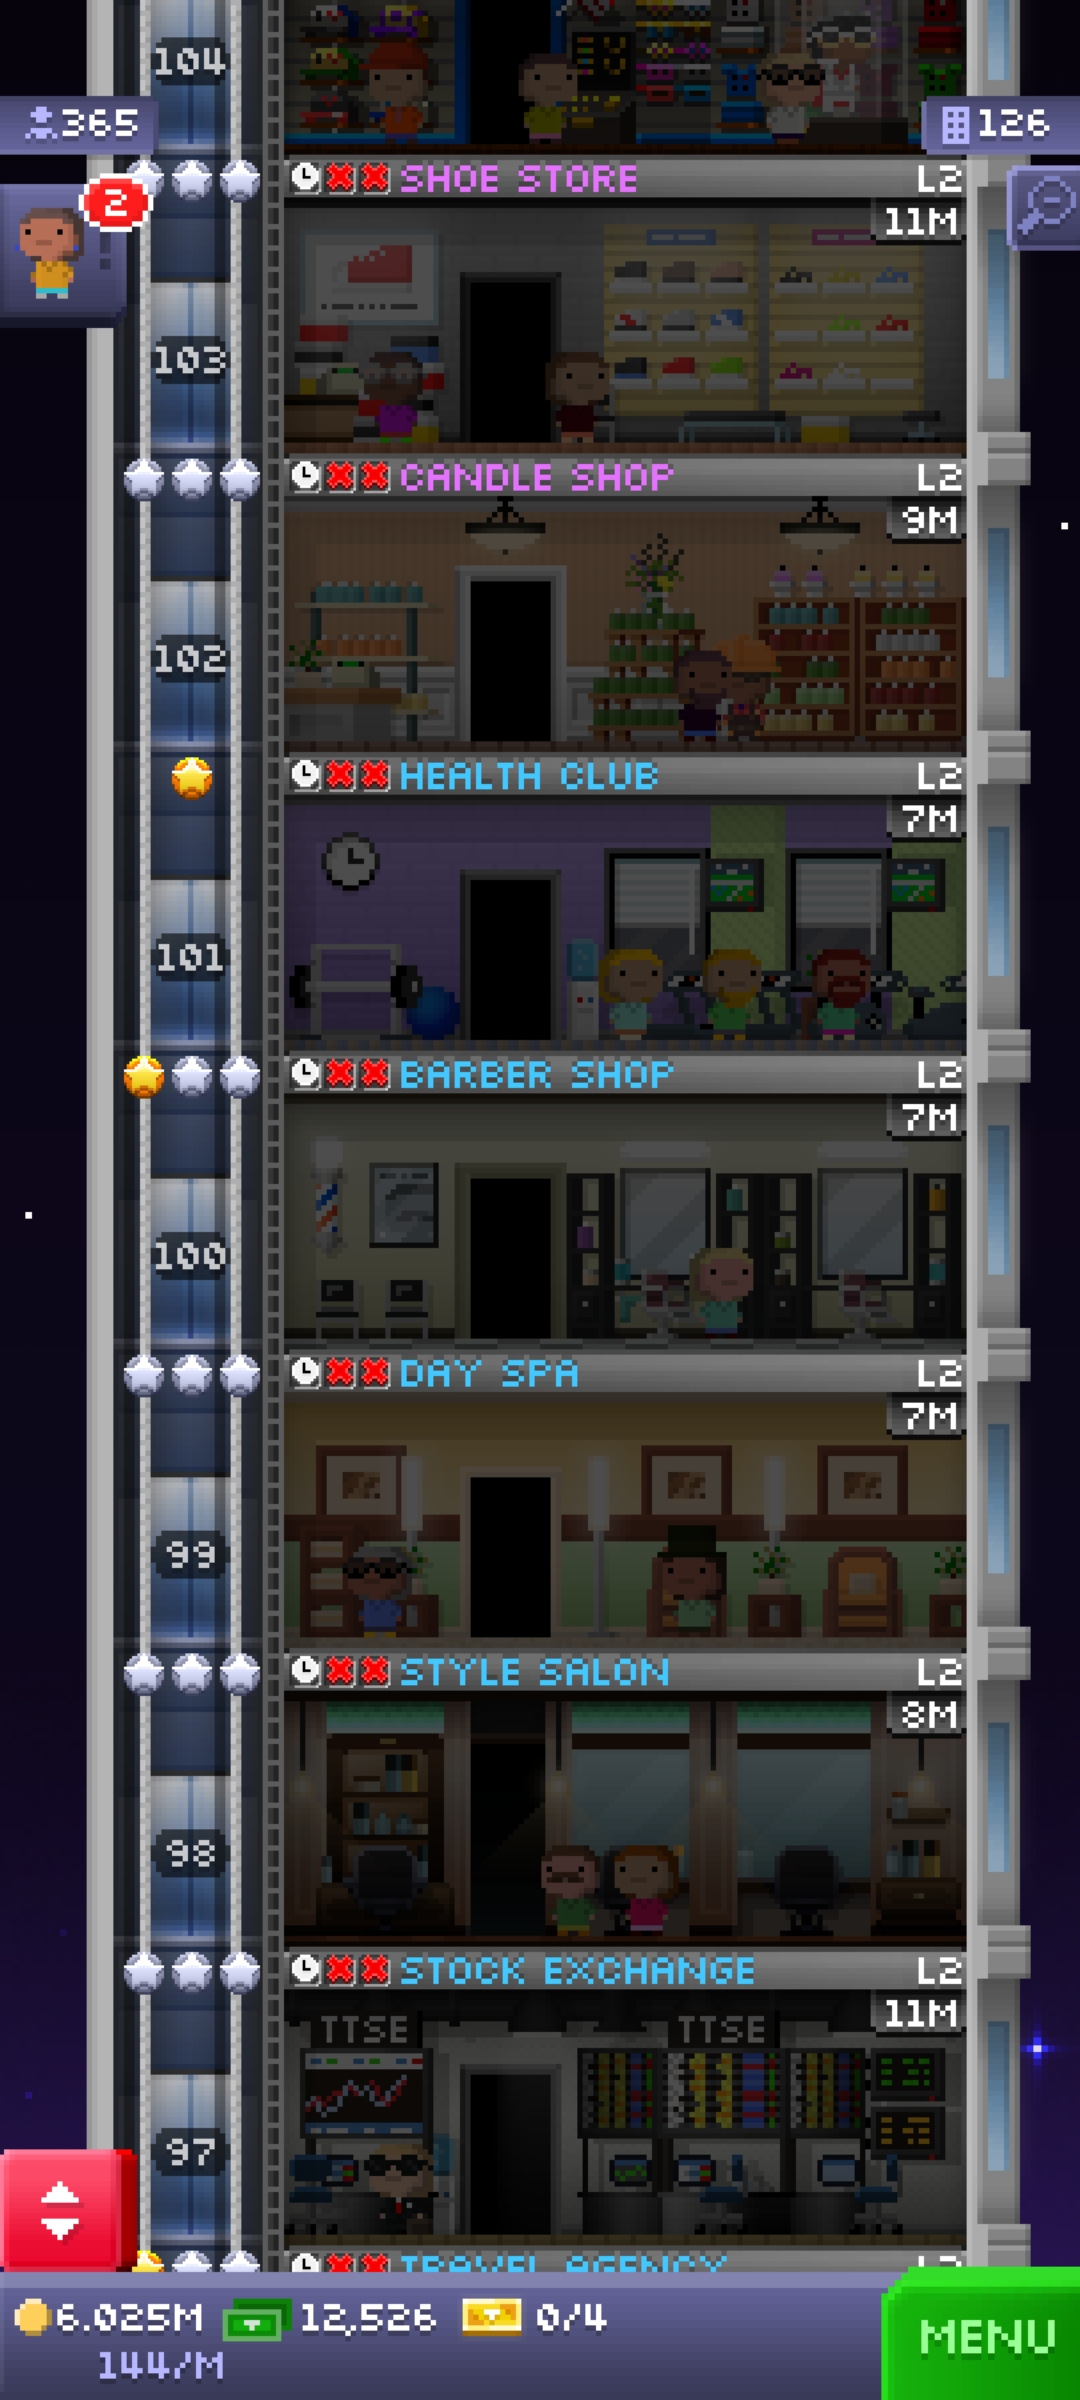 104
365
126
SHOE STORE L2
2
11M
103
CANDLE SHOP L2
9M
102
HEALTH CLUB L2
7M
101
BARBER SHOP L2
7M
100
DAY SPA L2
7M
99
STYLE SALON L2
8M
98
STOCK EXCHANGE L2
11M
TTSE TTSE
97
TRAVEL AGENCY L2
6.025M 12,526 0/4
144/M
MENU